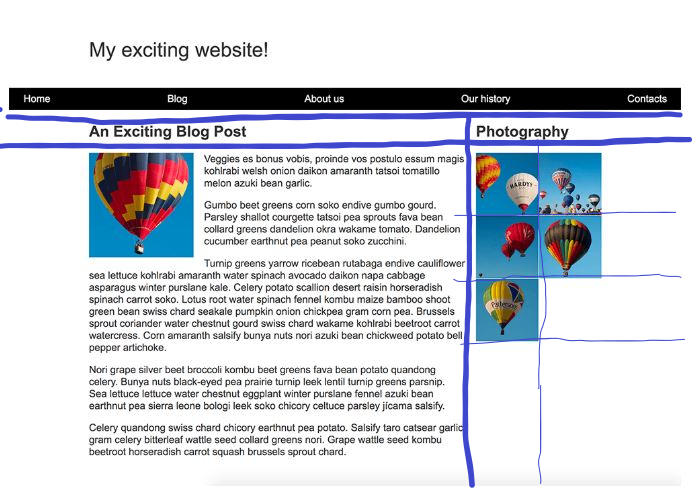 My exciting website!
Home Blog About us Our history Contacts
An Exciting Blog Post
Veggies es bonus vobis, proinde vos postulo essum magis
kohlrabi welsh onion daikon amaranth tatsoi tomatillo
melon azuki bean garlic.
Gumbo beet greens corn soko endive gumbo gourd.
Parsley shallot courgette tatsoi pea sprouts fava bean
collard greens dandelion okra wakame tomato. Dandelion
cucumber earthnut pea peanut soko zucchini.
Turnip greens yarrow ricebean rutabaga endive cauliflower
sea lettuce kohlrabi amaranth water spinach avocado daikon napa cabbage
asparagus winter purslane kale. Celery potato scallion desert raisin horseradish
spinach carrot soko. Lotus root water spinach fennel kombu maize bamboo shoot
green bean swiss chard seakale pumpkin onion chickpea gram corn pea. Brussels
sprout coriander water chestnut gourd swiss chard wakame kohlrabi beetroot carrot
watercress. Corn amaranth salsify bunya nuts nori azuki bean chickweed potato bell
pepper artichoke.
Nori grape silver beet broccoli kombu beet greens fava bean potato quandong
celery. Bunya nuts black-eyed pea prairie turnip leek lentil turnip greens parsnip.
Sea lettuce lettuce water chestnut eggplant winter purslane fennel azuki bean
earthnut pea sierra leone bologi leek soko chicory celtuce parsley jícama salsify.
Celery quandong swiss chard chicory earthnut pea potato. Salsify taro catsear garlic
gram celery bitterleaf wattle seed collard greens nori. Grape wattle seed kombu
beetroot horseradish carrot squash brussels sprout chard.
Photography
HARDYS